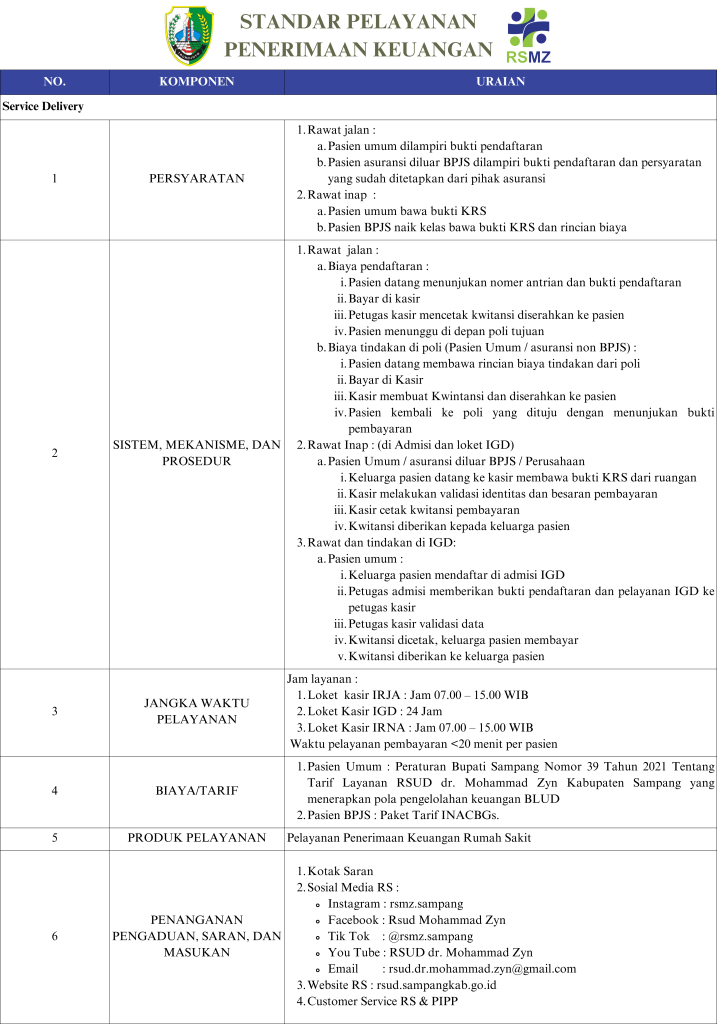 STANDAR PELAYANAN
PENERIMAAN KEUANGAN
RSMZ
NO. KOMPONEN URAIAN
Service Delivery
1 PERSYARATAN
1. Rawat jalan :
a. Pasien umum dilampiri bukti pendaftaran
b. Pasien asuransi diluar BPJS dilampiri bukti pendaftaran dan persyaratan
yang sudah ditetapkan dari pihak asuransi
2. Rawat inap :
a. Pasien umum bawa bukti KRS
b. Pasien BPJS naik kelas bawa bukti KRS dan rincian biaya
2 SISTEM, MEKANISME, DAN
PROSEDUR
1. Rawat jalan :
a. Biaya pendaftaran :
i. Pasien datang menunjukan nomer antrian dan bukti pendaftaran
ii. Bayar di kasir
iii. Petugas kasir mencetak kwitansi diserahkan ke pasien
iv. Pasien menunggu di depan poli tujuan
b. Biaya tindakan di poli (Pasien Umum / asuransi non BPJS) :
i. Pasien datang membawa rincian biaya tindakan dari poli
ii. Bayar di Kasir
iii. Kasir membuat Kwintansi dan diserahkan ke pasien
iv. Pasien kembali ke poli yang dituju dengan menunjukan bukti
pembayaran
2. Rawat Inap : (di Admisi dan loket IGD)
a. Pasien Umum / asuransi diluar BPJS / Perusahaan
i. Keluarga pasien datang ke kasir membawa bukti KRS dari ruangan
ii. Kasir melakukan validasi identitas dan besaran pembayaran
iii. Kasir cetak kwitansi pembayaran
iv. Kwitansi diberikan kepada keluarga pasien
3. Rawat dan tindakan di IGD:
a. Pasien umum :
i. Keluarga pasien mendaftar di admisi IGD
ii. Petugas admisi memberikan bukti pendaftaran dan pelayanan IGD ke
petugas kasir
iii. Petugas kasir validasi data
iv. Kwitansi dicetak, keluarga pasien membayar
v. Kwitansi diberikan ke keluarga pasien
3 JANGKA WAKTU
PELAYANAN
Jam layanan :
1. Loket kasir IRJA : Jam 07.00 – 15.00 WIB
2. Loket Kasir IGD : 24 Jam
3. Loket Kasir IRNA : Jam 07.00 – 15.00 WIB
Waktu pelayanan pembayaran <20 menit per pasien
4 BIAYA/TARIF
1. Pasien Umum : Peraturan Bupati Sampang Nomor 39 Tahun 2021 Tentang
Tarif Layanan RSUD dr. Mohammad Zyn Kabupaten Sampang yang
menerapkan pola pengelolahan keuangan BLUD
2. Pasien BPJS : Paket Tarif INACBGs.
5 PRODUK PELAYANAN Pelayanan Penerimaan Keuangan Rumah Sakit
6 PENANGANAN
PENGADUAN, SARAN, DAN
MASUKAN
1. Kotak Saran
2. Sosial Media RS :
Instagram : rsmz.sampang
Facebook : Rsud Mohammad Zyn
Tik Tok : @rsmz.sampang
You Tube : RSUD dr. Mohammad Zyn
Email : rsud.dr.mohammad.zyn@gmail.com
3. Website RS : rsud.sampangkab.go.id
4. Customer Service RS & PIPP